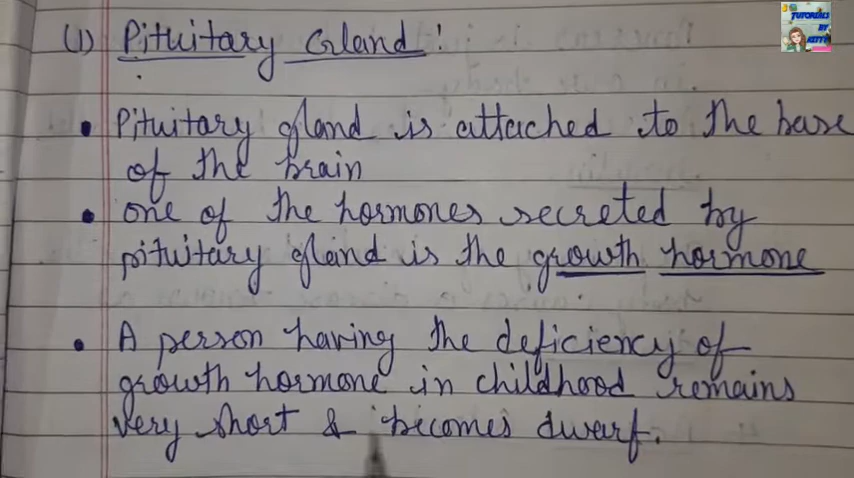 (1) Pituitary Gland:
• Pituitary gland is attached to the base
of the brain
• one of the hormones secreted by
pituitary gland is the growth hormone
• A person having the deficiency of
growth hormone in childhood remains
very short & becomes dwarf.
TUTORIALS
BY